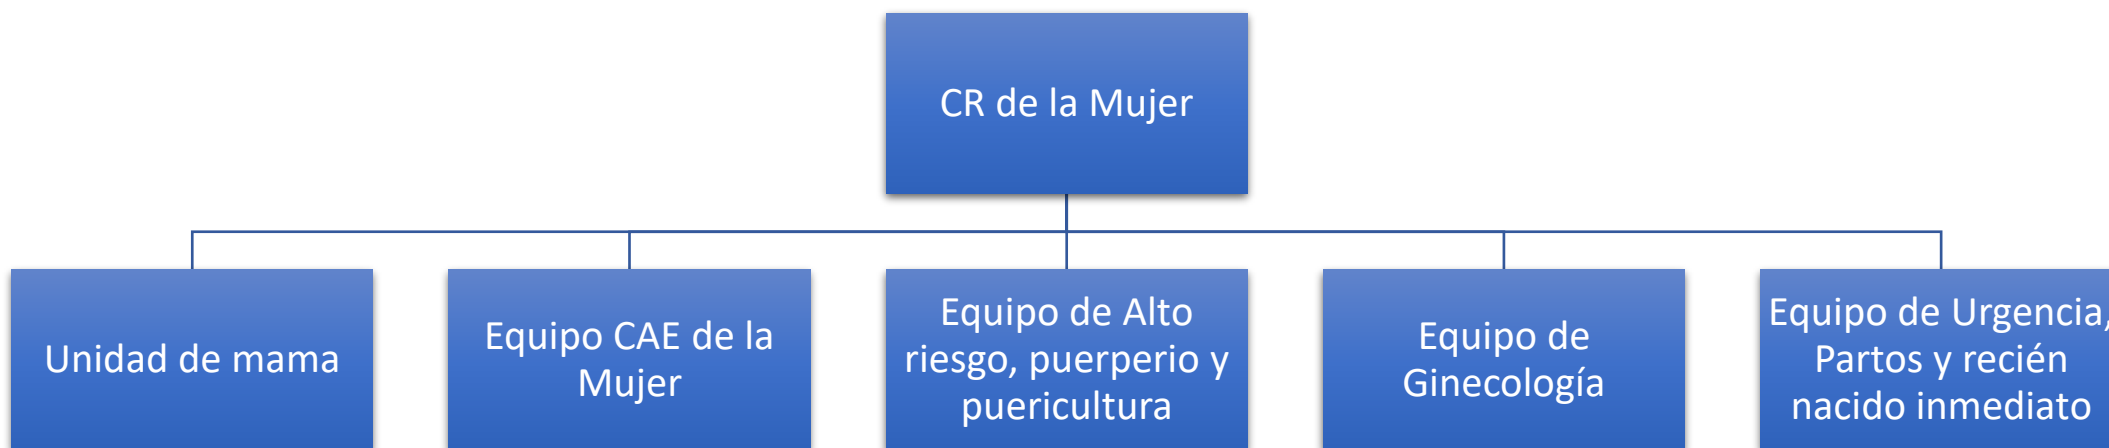 CR de la Mujer
Unidad de mama
Equipo CAE de la
Mujer
Equipo de Alto
riesgo, puerperio y
puericultura
Equipo de
Ginecología
Equipo de Urgencia,
Partos y recién
nacido inmediato